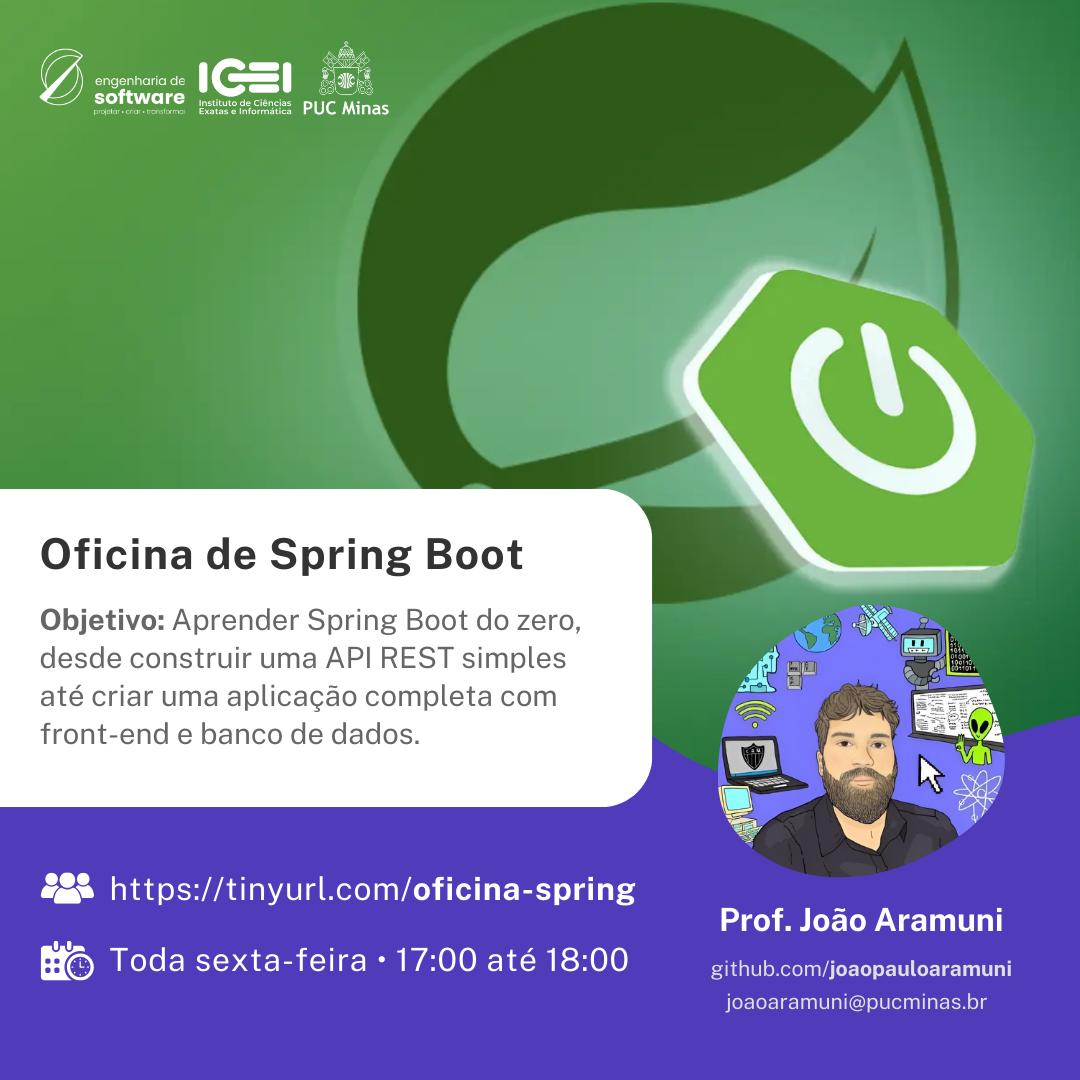 engenharia de
software
projetar • criar • transformar
ICEI
Instituto de Ciências
Exatas e Informática
PUC Minas
Oficina de Spring Boot
Objetivo: Aprender Spring Boot do zero,
desde construir uma API REST simples
até criar uma aplicação completa com
front-end e banco de dados.
https://tinyurl.com/oficina-spring
Toda sexta-feira • 17:00 até 18:00
Prof. João Aramuni
github.com/joaopauloaramuni
joaoaramuni@pucminas.br